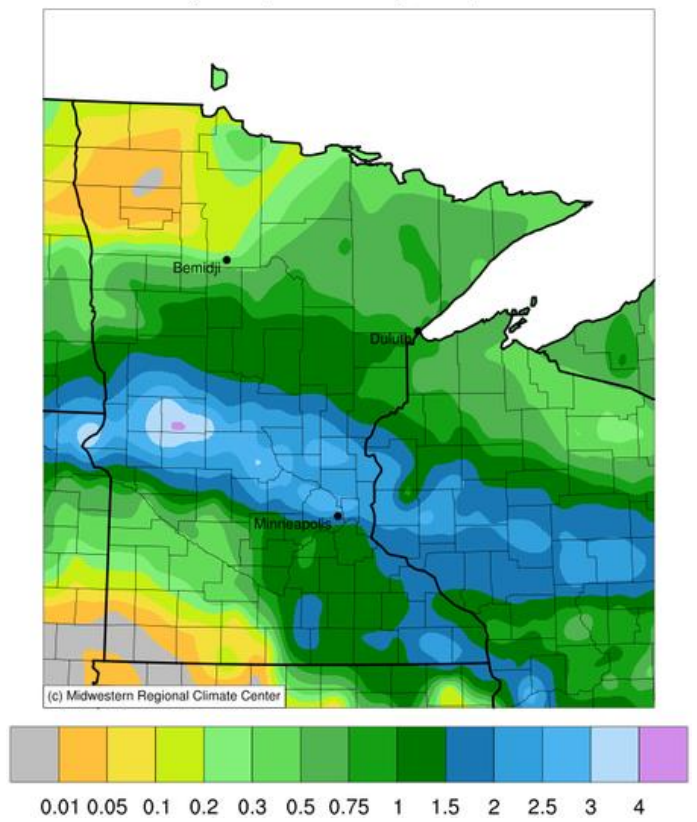 Bemidji
Duluth
Minneapolis
(c) Midwestern Regional Climate Center
0.01 0.05 0.1 0.2 0.3 0.5 0.75 1 1.5 2 2.5 3 4